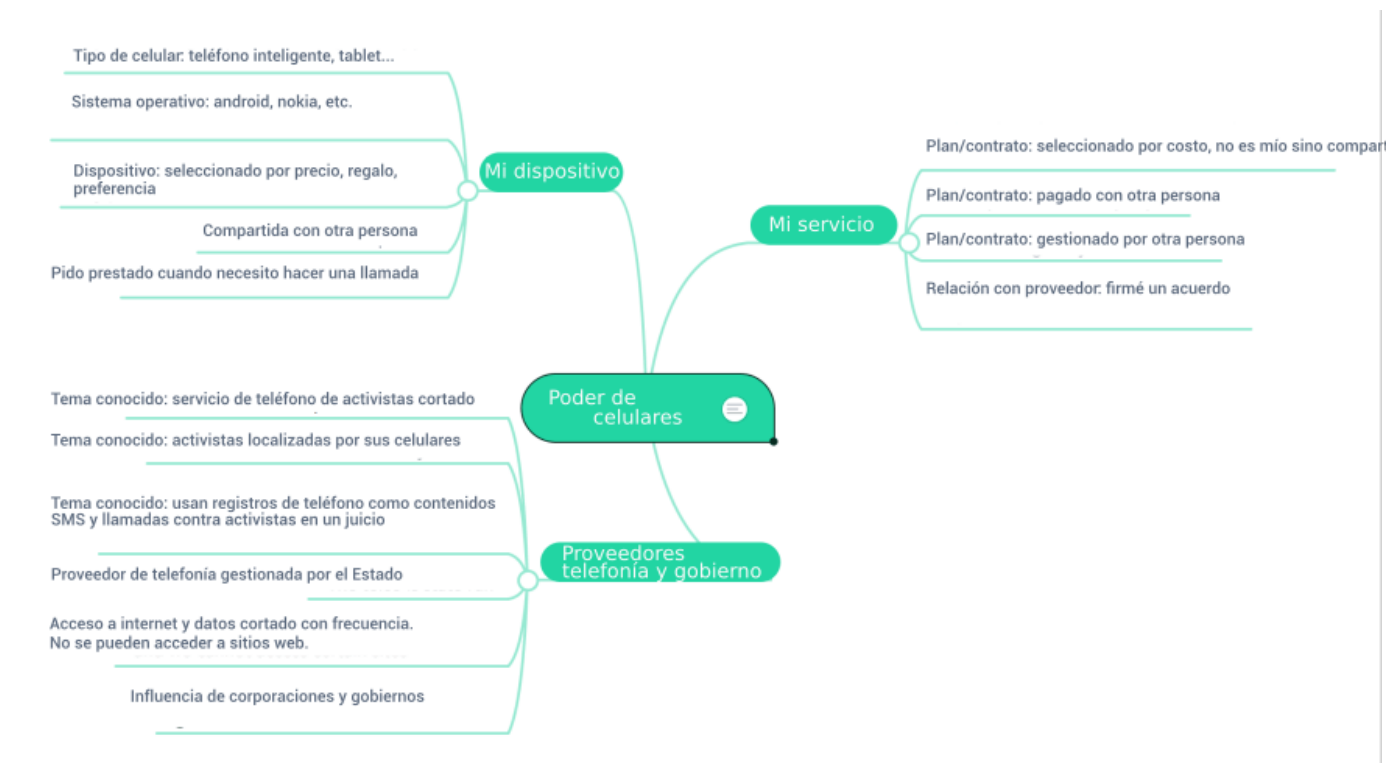 Tipo de celular: teléfono inteligente, tablet...
Sistema operativo: android, nokia, etc.
Dispositivo: seleccionado por precio, regalo,
preferencia
Compartida con otra persona
Pido prestado cuando necesito hacer una llamada
Mi dispositivo
Mi servicio
Plan/contrato: seleccionado por costo, no es mío sino compart
Plan/contrato: pagado con otra persona
Plan/contrato: gestionado por otra persona
Relación con proveedor: firmé un acuerdo
Poder de
celulares
Tema conocido: servicio de teléfono de activistas cortado
Tema conocido: activistas localizadas por sus celulares
Tema conocido: usan registros de teléfono como contenidos
SMS y llamadas contra activistas en un juicio
Proveedor de telefonía gestionada por el Estado
Acceso a internet y datos cortado con frecuencia.
No se pueden acceder a sitios web.
Influencia de corporaciones y gobiernos
Proveedores
telefonía y gobierno